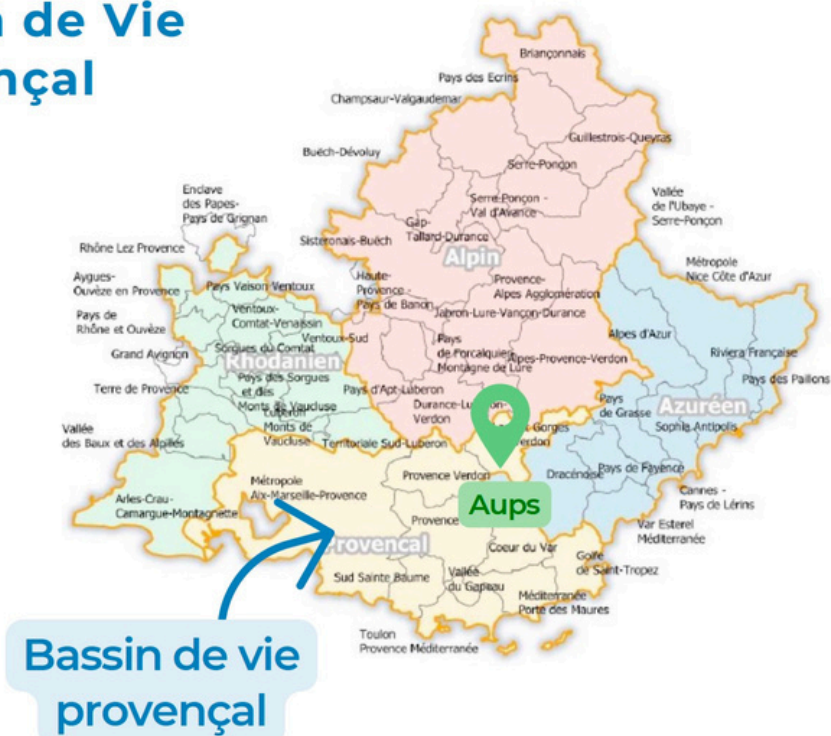 de Vie
nçal
Briançonnais
Pays des Ecrins
Champsaur-Valgaudemar
Guillestrois-Queyras
Buëch-Dévoluy
Serre-Ponçon
Enclave
des Papes-
Pays de Grignan
Serre-Ponçon -
Val d'Avance
Vallée
de l'Ubaye -
Serre-Ponçon
Gap-
Tallard-Durance
Sisteronais-Buëch
Rhône Lez Provence
Alpin
Métropole
Nice Côte d'Azur
Aygues-
Ouvèze en Provence
Pays Vaison Ventoux
Haute-
Provence -
Pays de Banon
Provence-
Alpes Agglomération
Pays de
Rhône et Ouvèze
Ventoux-
Comtat-Venaissin
Jabron-Lure-Vançon-Durance
Ventoux-Sud
Alpes d'Azur
Grand Avignon
Sorgues du Comtat
Rhodanien
Pays
de Forcalquier
Montagne de Lure
Alpes-Provence-Verdon
Riviera Française
Pays des Paillons
Terre de Provence
Pays des Sorgues
et des
Monts de Vaucluse
Pays d'Apt-Luberon
Durance-Lu
Verdon
Pays
de Grasse
Azuréen
Sophia Antipolis
Luberon
Monts de
Vaucluse
Territoriale Sud-Luberon
Gorges
erdon
Vallée
des Baux et des Alpilles
Métropole
Aix-Marseille-Provence
Provence Verdon
Dracénoise
Pays de Fayence
Cannes -
Pays de Lérins
Arles-Crau-
Camargue-Montagnette
Aups
Provence
Var Esterel
Méditerranée
Provençal
Coeur du Var
Golfe
de Saint-Tropez
Sud Sainte Baume
Vallée
du Gapeau
Méditerranée
Porte des Maures
Toulon
Provence Méditerranée
Bassin de vie
provençal